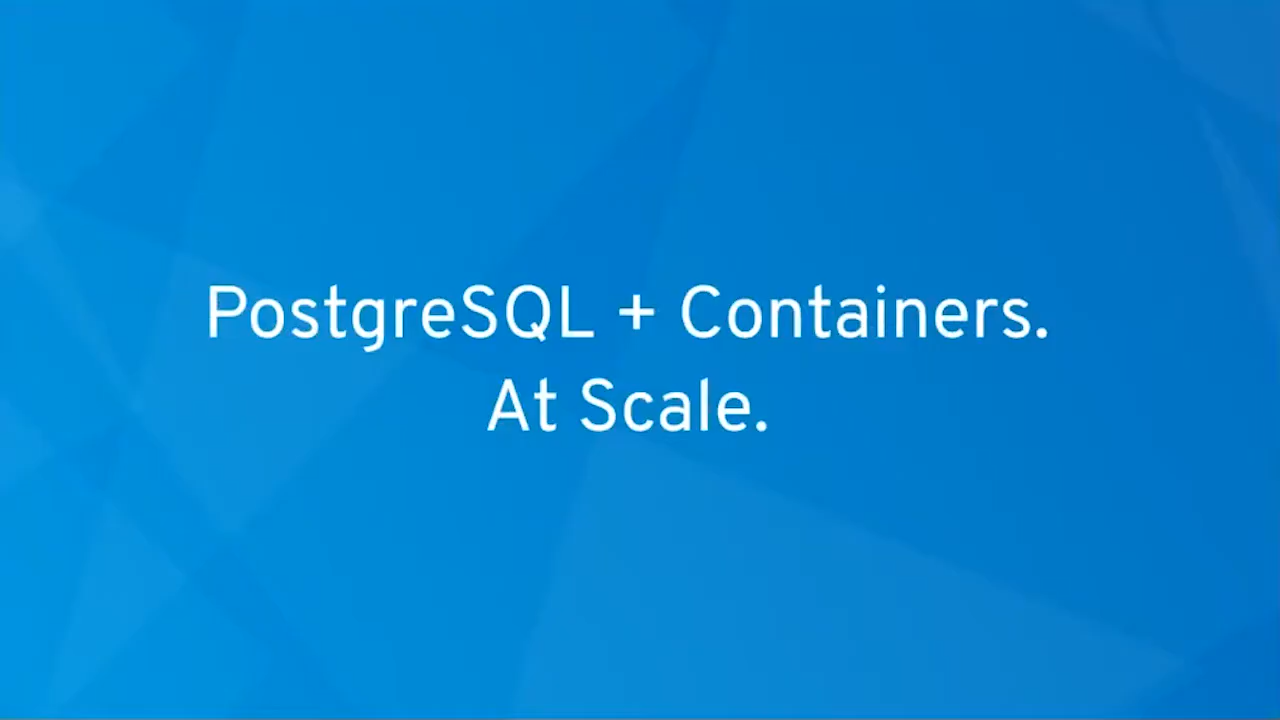 PostgreSQL + Containers.
At Scale.